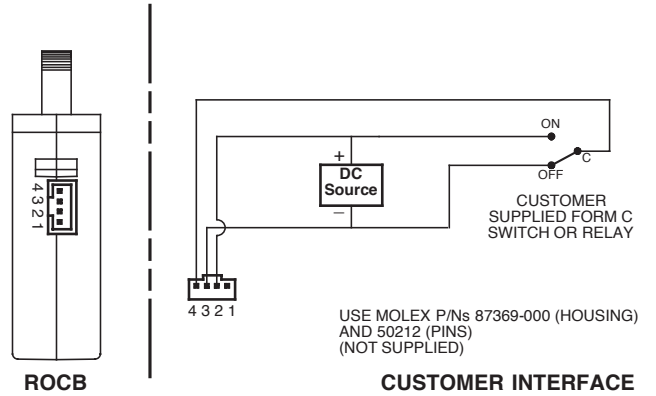 ON
C
OFF
+
DC
Source
–
CUSTOMER
SUPPLIED FORM C
SWITCH OR RELAY
4 3 2 1
4 3 2 1
USE MOLEX P/Ns 87369-000 (HOUSING)
AND 50212 (PINS)
(NOT SUPPLIED)
ROCB
CUSTOMER INTERFACE